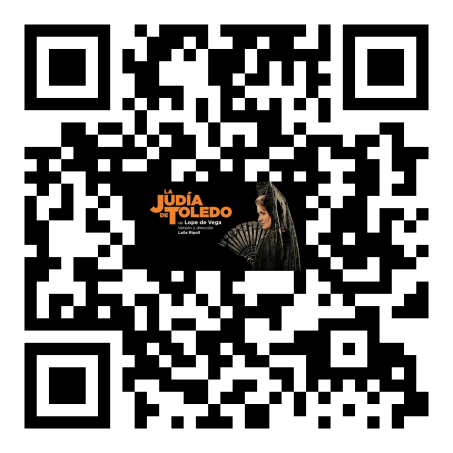 LA
JUDÍA
DE TOLEDO
de Lope de Vega
Versión y dirección
Laila Ripoll